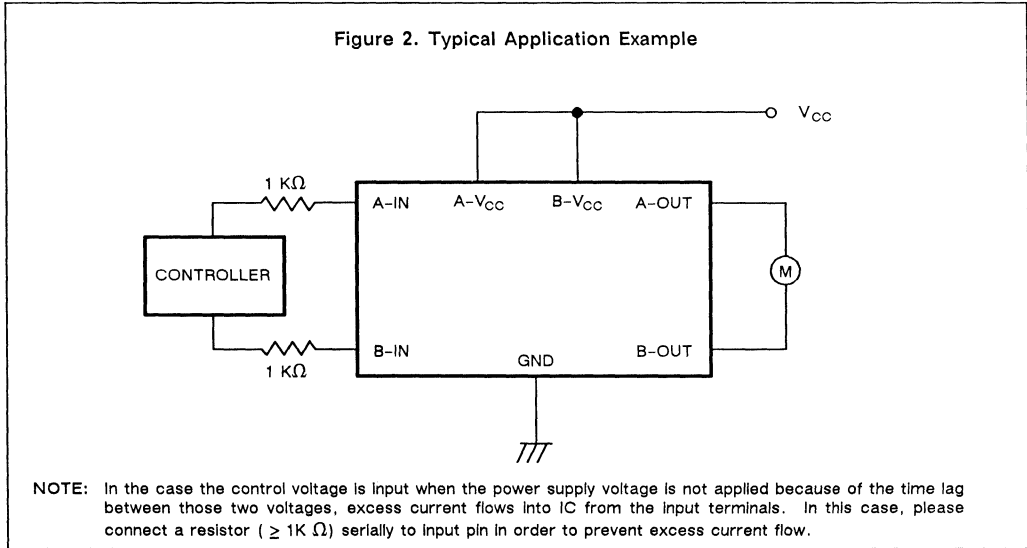 Figure 2. Typical Application Example
V_CC
1 KΩ
A-IN
A-V_CC
B-V_CC
A-OUT
CONTROLLER
M
B-IN
GND
B-OUT
1 KΩ
NOTE: In the case the control voltage is input when the power supply voltage is not applied because of the time lag
between those two voltages, excess current flows into IC from the input terminals. In this case, please
connect a resistor ( ≥ 1K Ω) serially to input pin in order to prevent excess current flow.